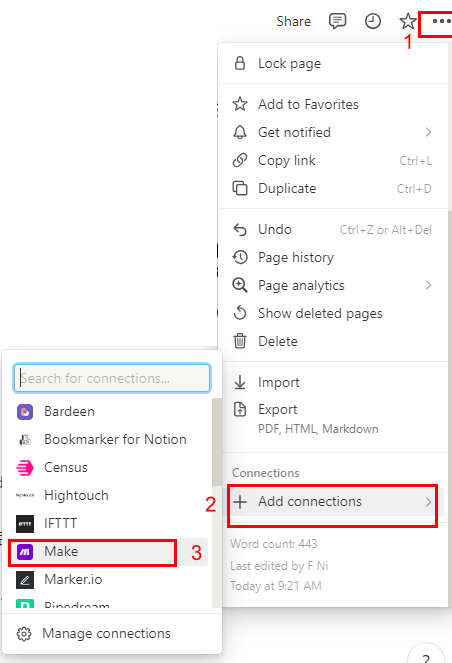 Share
1
Lock page
Add to Favorites
Get notified
Copy link Ctrl+L
Duplicate Ctrl+D
Undo Ctrl+Z or Alt+Del
Page history
Page analytics
Show deleted pages
Delete
Import
Export
PDF, HTML, Markdown
Connections
2 Add connections
Word count: 443
Last edited by F Ni
Today at 9:21 AM
Search for connections...
Bardeen
Bookmarker for Notion
Census
Hightouch Hightouch
IFTTT IFTTT
Make 3
Marker.io
Pipedream
Manage connections
?